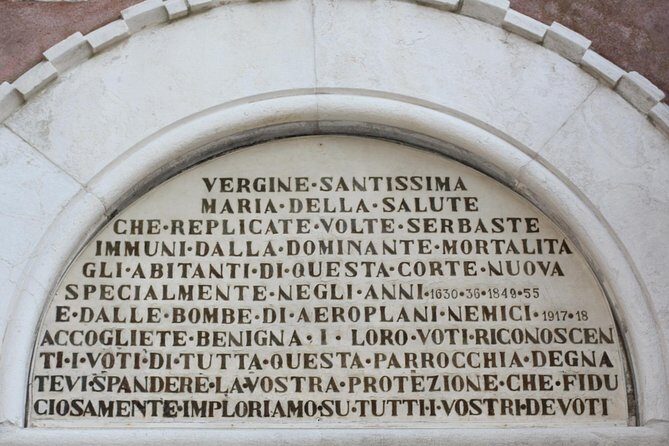 VERGINE·SANTISSIMA
MARIA·DELLA·SALUTE
CHE·REPLICATE·VOLTE·SERBASTE
IMMUNI·DALLA·DOMINANTE·MORTALITA
GLI·ABITANTI·DI·QUESTA·CORTE·NUOVA
SPECIALMENTE·NEGLI·ANNI·1630·36·1849·55
E·DALLE·BOMBE·DI·AEROPLANI·NEMICI·1917·18
ACCOGLIETE·BENIGNA·I·LORO·VOTI·RICONOSCEN
TI·I·VOTI·DI·TUTTA·QUESTA·PARROCCHIA·DEGNA
TEVI·SPANDERE·LA·VOSTRA·PROTEZIONE·CHE·FIDU
CIOSAMENTE·IMPLORIAMO·SU·TUTTI·I·VOSTRI·DEVOTI